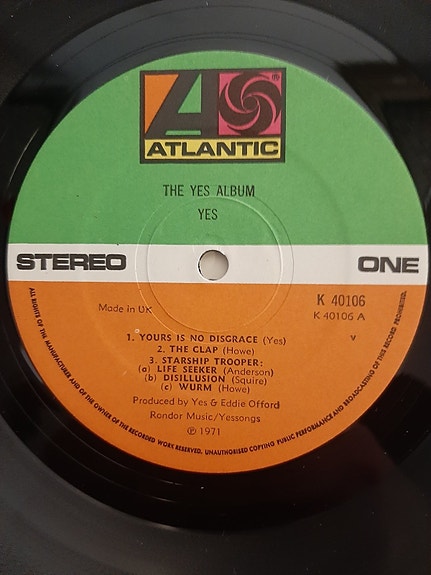 ATLANTIC
®
THE YES ALBUM
YES
STEREO ONE
K 40106
Made in UK K 40106 A
1. YOURS IS NO DISGRACE (Yes) v
2. THE CLAP (Howe)
3. STARSHIP TROOPER:
(a) LIFE SEEKER (Anderson)
(b) DISILLUSION (Squire)
(c) WURM (Howe)
Produced by Yes & Eddie Offord
Rondor Music/Yessongs
℗ 1971
ALL RIGHTS OF THE MANUFACTURER AND OF THE OWNER OF THE RECORDED WORK RESERVED. UNAUTHORISED COPYING PUBLIC PERFORMANCE AND BROADCASTING OF THIS RECORD PROHIBITED.